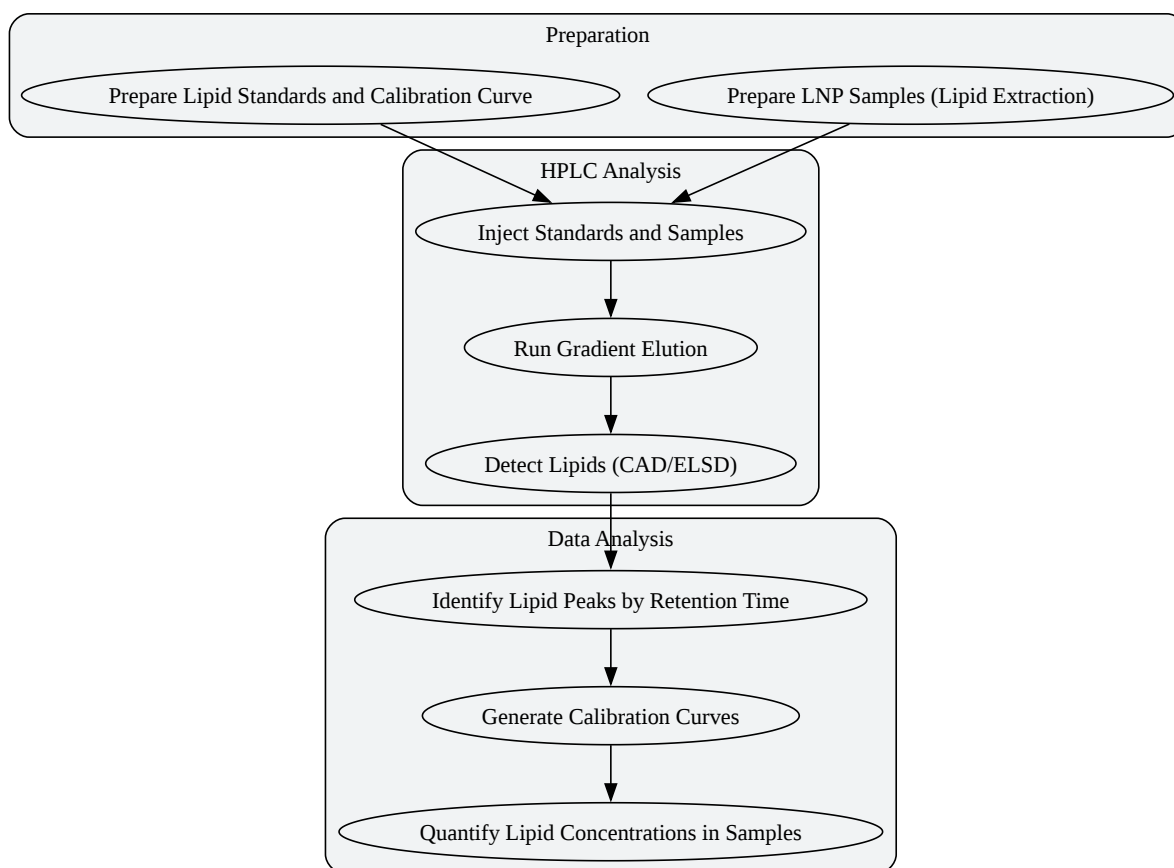 Preparation
Prepare Lipid Standards and Calibration Curve
Prepare LNP Samples (Lipid Extraction)
HPLC Analysis
Inject Standards and Samples
Run Gradient Elution
Detect Lipids (CAD/ELSD)
Data Analysis
Identify Lipid Peaks by Retention Time
Generate Calibration Curves
Quantify Lipid Concentrations in Samples